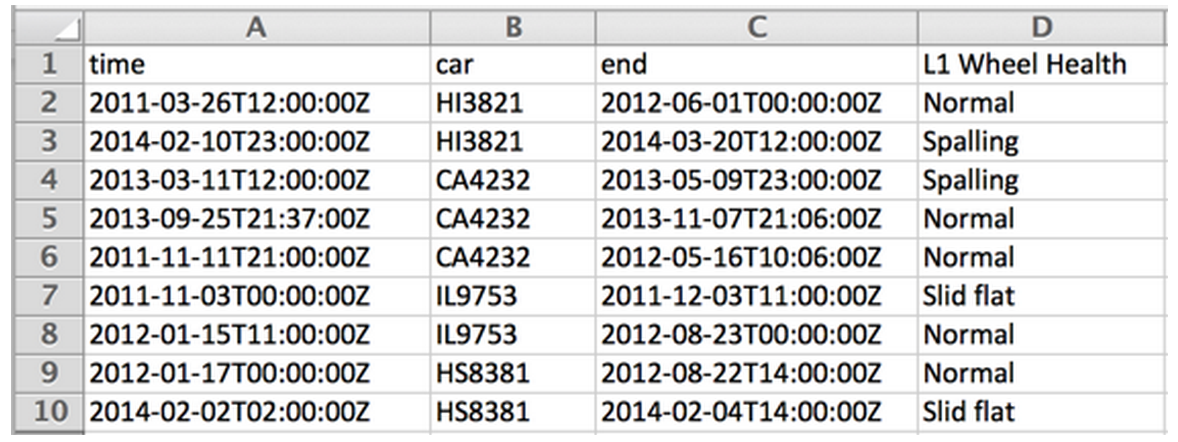 A B C D
1 time car end L1 Wheel Health
2 2011-03-26T12:00:00Z HI3821 2012-06-01T00:00:00Z Normal
3 2014-02-10T23:00:00Z HI3821 2014-03-20T12:00:00Z Spalling
4 2013-03-11T12:00:00Z CA4232 2013-05-09T23:00:00Z Spalling
5 2013-09-25T21:37:00Z CA4232 2013-11-07T21:06:00Z Normal
6 2011-11-11T21:00:00Z CA4232 2012-05-16T10:06:00Z Normal
7 2011-11-03T00:00:00Z IL9753 2011-12-03T11:00:00Z Slid flat
8 2012-01-15T11:00:00Z IL9753 2012-08-23T00:00:00Z Normal
9 2012-01-17T00:00:00Z HS8381 2012-08-22T14:00:00Z Normal
10 2014-02-02T02:00:00Z HS8381 2014-02-04T14:00:00Z Slid flat